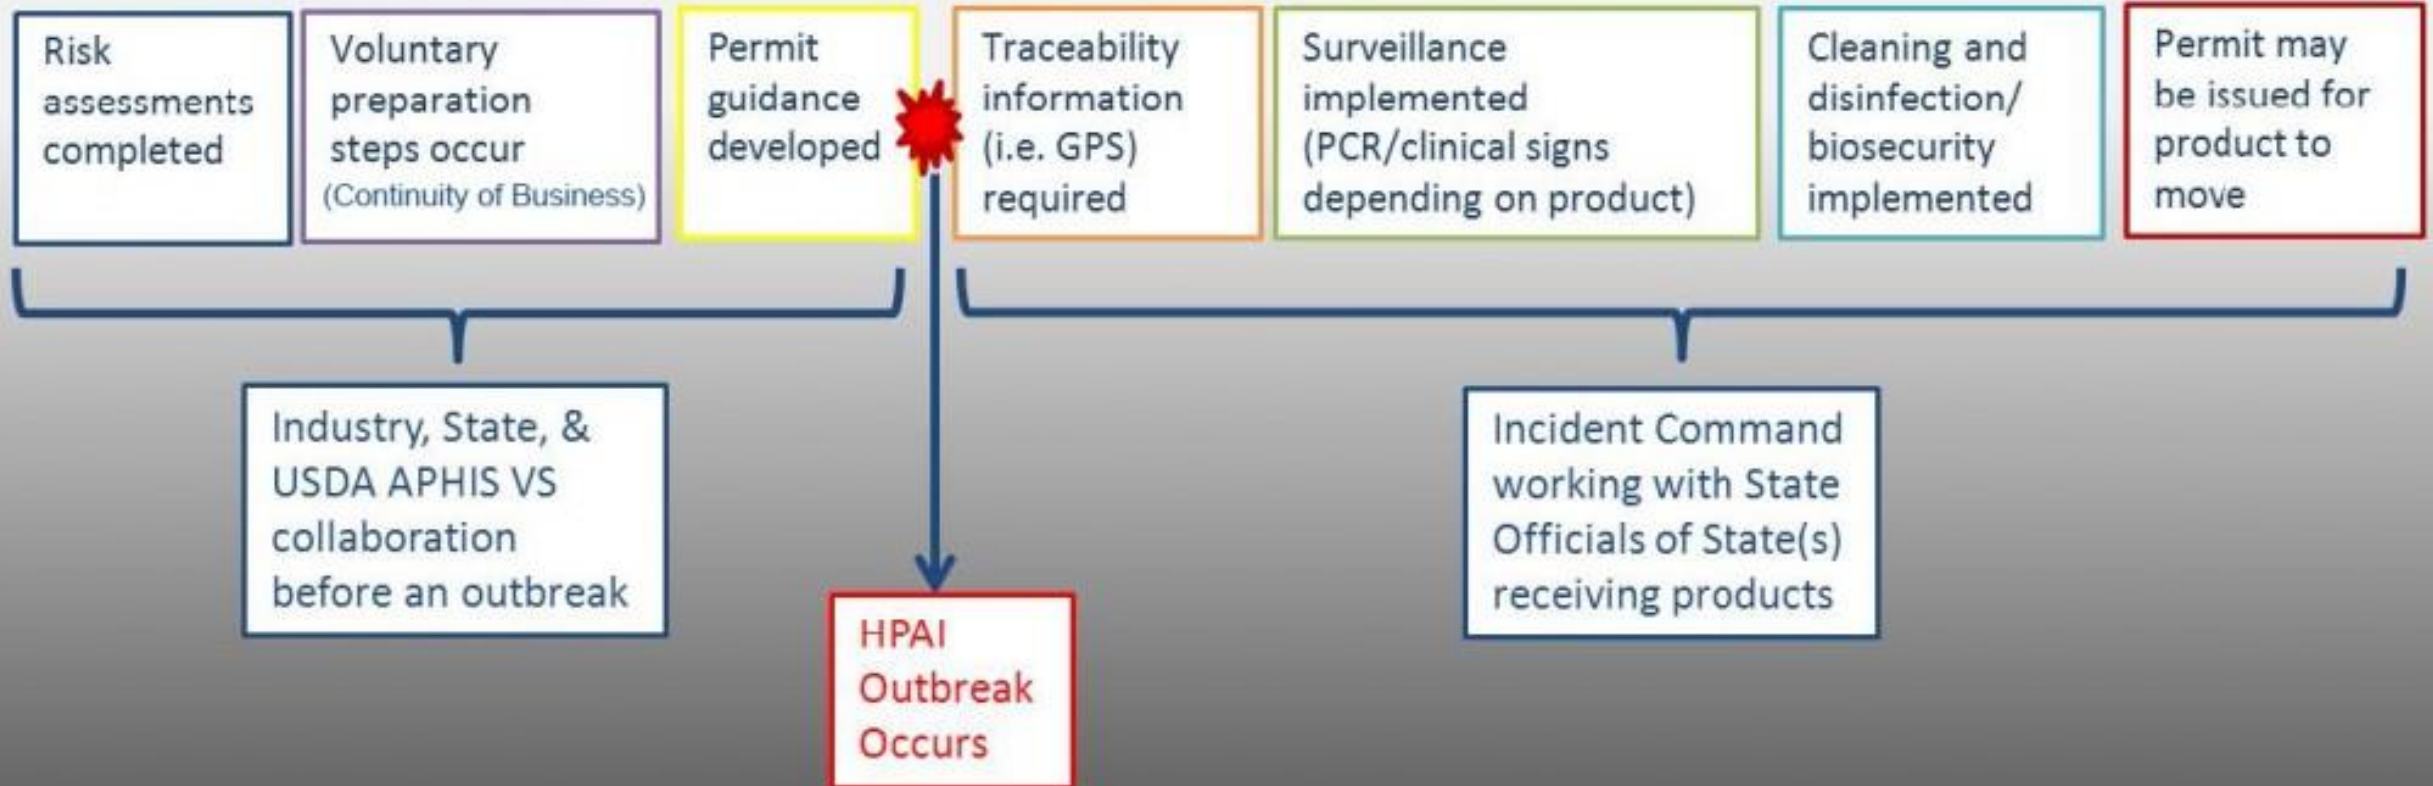 Risk
assessments
completed
Voluntary
preparation
steps occur
(Continuity of Business)
Permit
guidance
developed
Traceability
information
(i.e. GPS)
required
Surveillance
implemented
(PCR/clinical signs
depending on product)
Cleaning and
disinfection/
biosecurity
implemented
Permit may
be issued for
product to
move
Industry, State, &
USDA APHIS VS
collaboration
before an outbreak
HPAI
Outbreak
Occurs
Incident Command
working with State
Officials of State(s)
receiving products